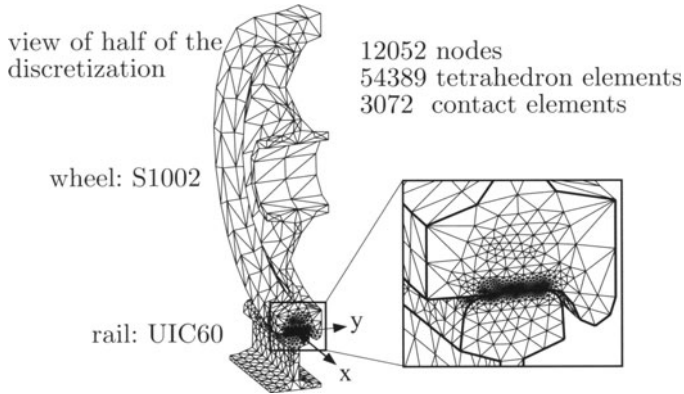 view of half of the
discretization
12052 nodes
54389 tetrahedron elements
3072 contact elements
wheel: S1002
rail: UIC60
y
x